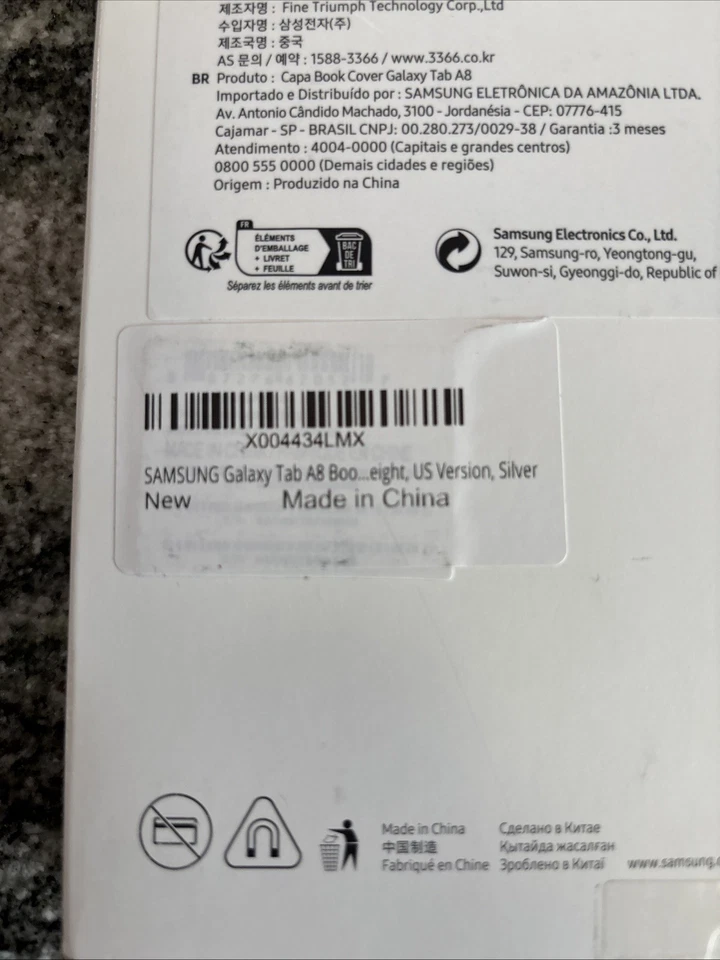 제조자명 : Fine Triumph Technology Corp.,Ltd
수입자명 : 삼성전자(주)
제조국명 : 중국
AS 문의 / 예약 : 1588-3366 / www.3366.co.kr
BR Produto : Capa Book Cover Galaxy Tab A8
Importado e Distribuído por : SAMSUNG ELETRÔNICA DA AMAZÔNIA LTDA.
Av. Antonio Cândido Machado, 3100 - Jordanésia - CEP: 07776-415
Cajamar - SP - BRASIL CNPJ: 00.280.273/0029-38 / Garantia :3 meses
Atendimento : 4004-0000 (Capitais e grandes centros)
0800 555 0000 (Demais cidades e regiões)
Origem : Produzido na China
FR
ÉLÉMENTS
D'EMBALLAGE
+ LIVRET
+ FEUILLE
BAC
DE
TRI
Séparez les éléments avant de trier
Samsung Electronics Co., Ltd.
129, Samsung-ro, Yeongtong-gu,
Suwon-si, Gyeonggi-do, Republic of
X004434LMX
SAMSUNG Galaxy Tab A8 Boo...eight, US Version, Silver
New Made in China
Made in China
中国制造
Fabriqué en Chine
Сделано в Китае
Қытайда жасалған
Зроблено в Китаї
www.samsung.c